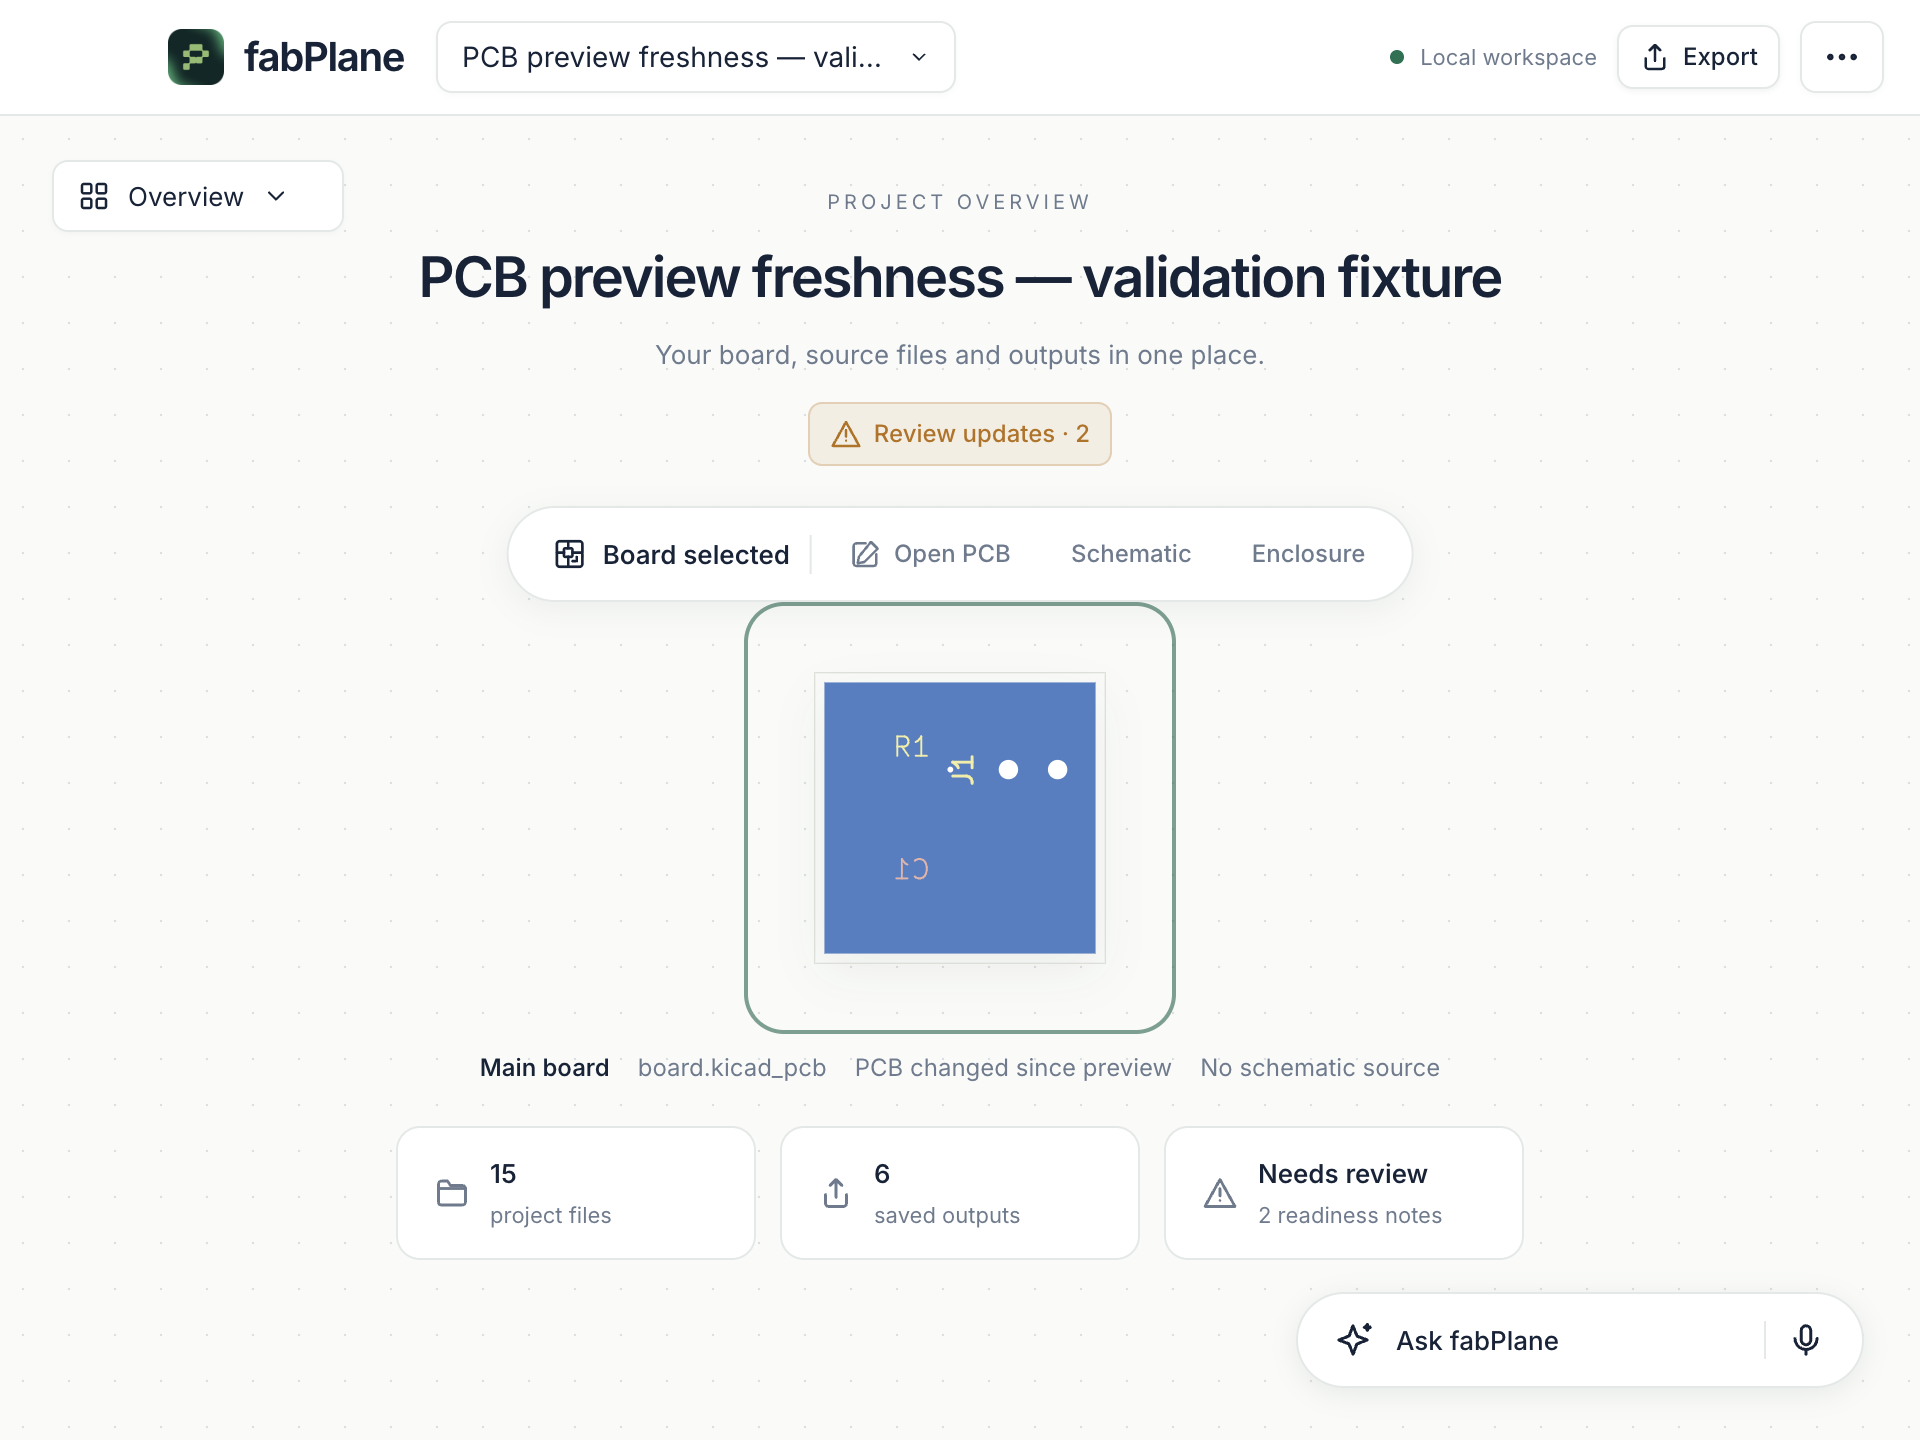 fabPlane
PCB preview freshness — vali...
Local workspace
Export
Overview
PROJECT OVERVIEW
PCB preview freshness — validation fixture
Your board, source files and outputs in one place.
Review updates · 2
Board selected
Open PCB
Schematic
Enclosure
R1
J1
C1
Main board
board.kicad_pcb
PCB changed since preview
No schematic source
15
project files
6
saved outputs
Needs review
2 readiness notes
Ask fabPlane